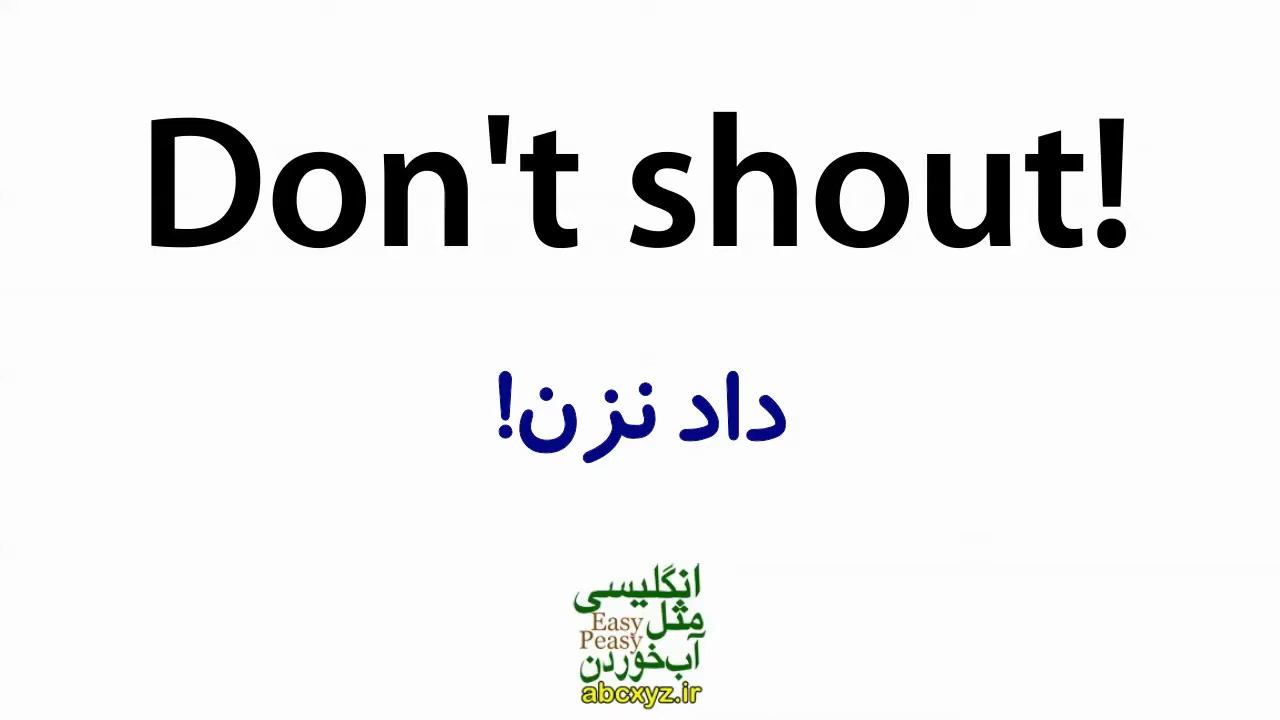 Don't shout!
داد نزن!
انگلیسی
مثل Easy
Peasy
آب‌خوردن
abcxyz.ir